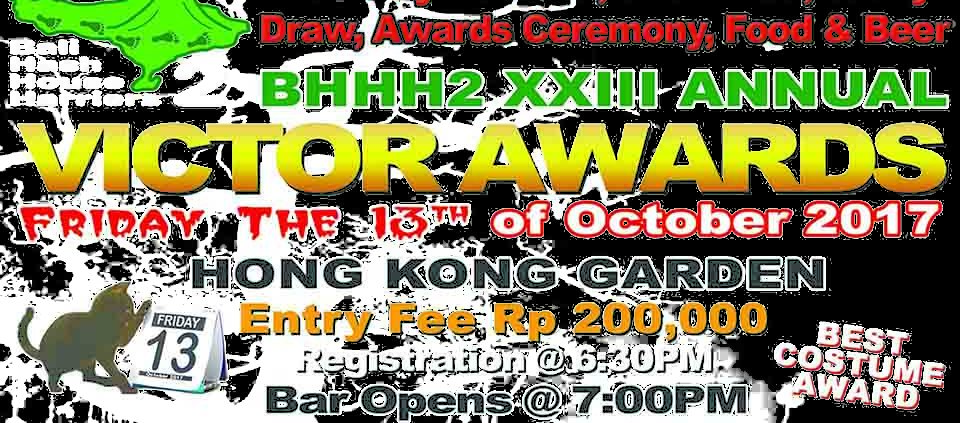 Draw, Awards Ceremony, Food & Beer
Bali
Hash
House
Harriers 2
BHHH2 XXIII ANNUAL
VICTOR AWARDS
FRIDAY THE 13TH of October 2017
HONG KONG GARDEN
Entry Fee Rp 200,000
FRIDAY
13
October 2017
Registration @ 6:30PM
BEST
COSTUME
AWARD
Bar Opens @ 7:00PM